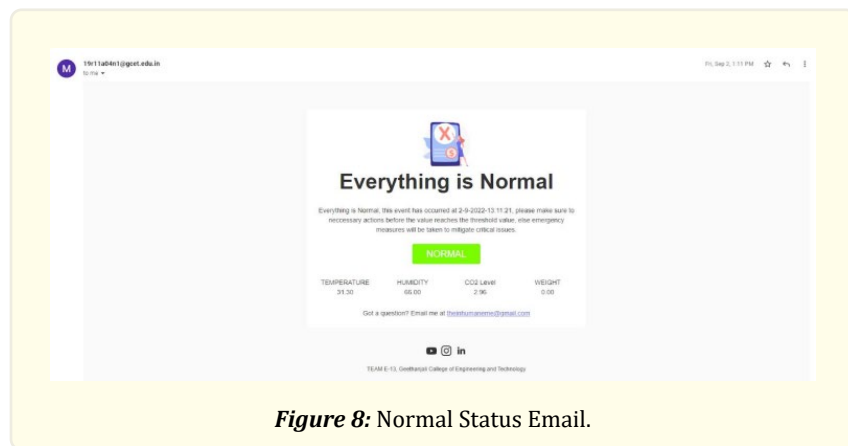 M
19r11a04n1@gcet.edu.in
to me
Fri, Sep 2, 1:11 PM
Everything is Normal
Everything is Normal, this event has occurred at 2-9-2022-13:11:21, please make sure to
neccessary actions before the value reaches the threshold value, else emergency
measures will be taken to mitigate critical issues.
NORMAL
TEMPERATURE HUMIDITY CO2 Level WEIGHT
31.30 66.00 2.96 0.00
Got a question? Email me at theinhumaneme@gmail.com
in
TEAM E-13, Geethanjali College of Engineering and Technology
Figure 8: Normal Status Email.